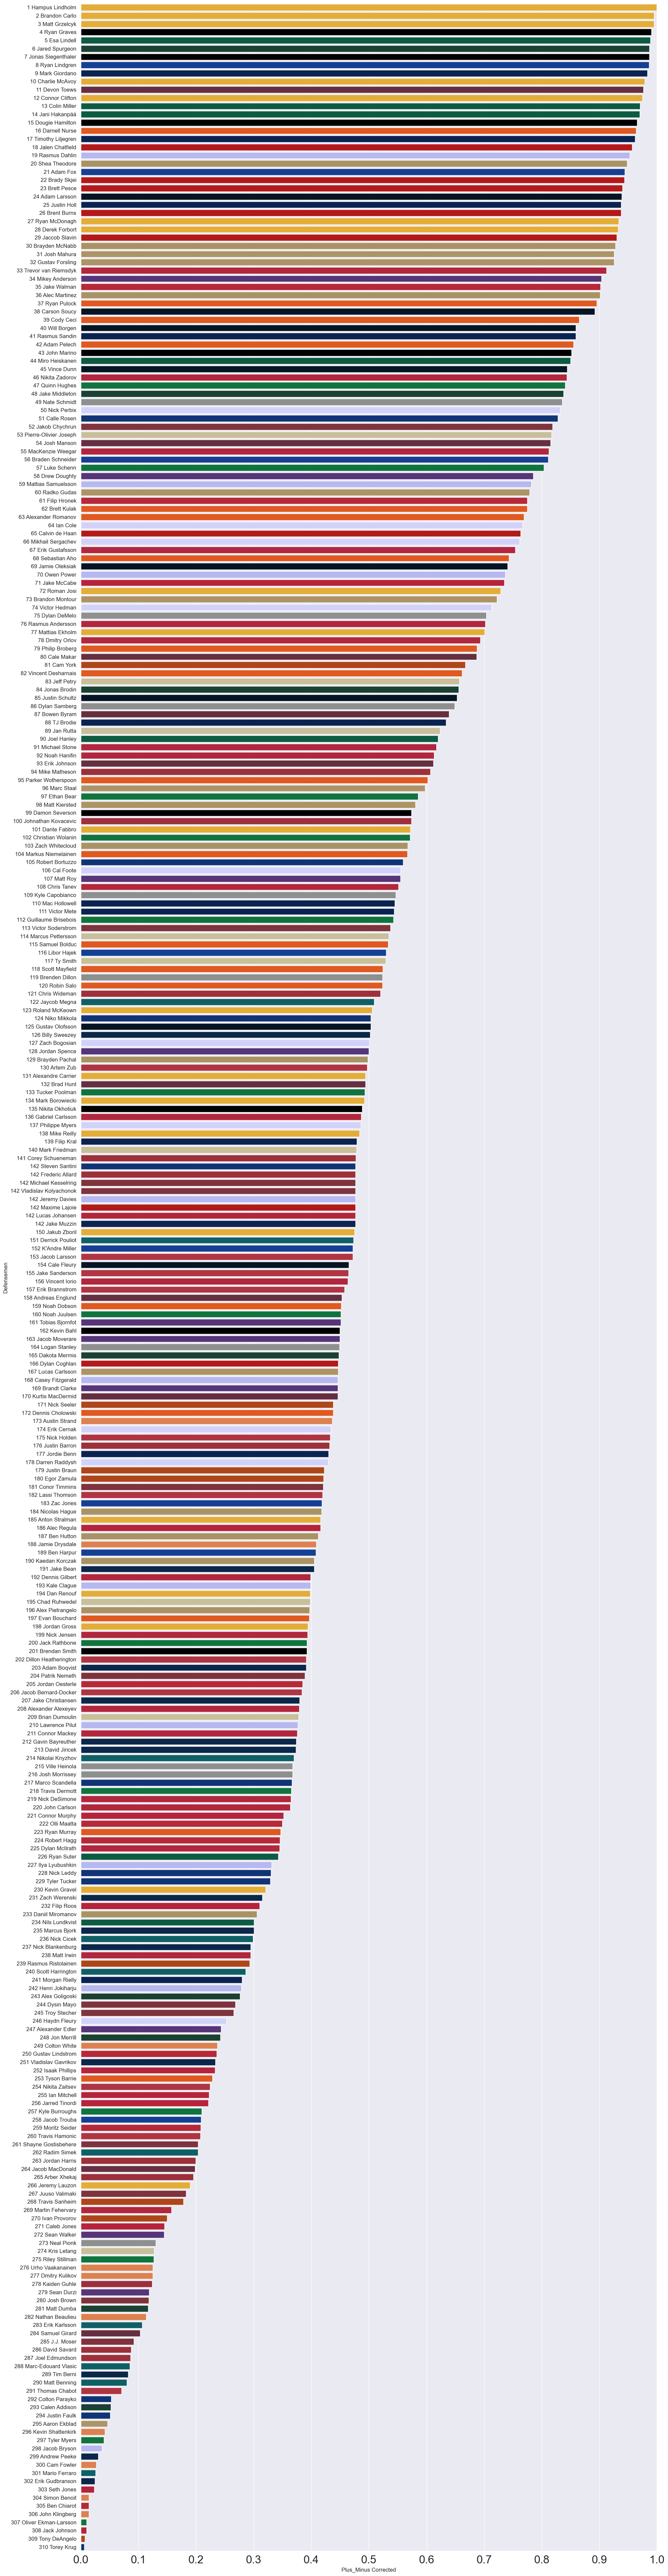 1 Hampus Lindholm
2 Brandon Carlo
3 Matt Grzelcyk
4 Ryan Graves
5 Esa Lindell
6 Jared Spurgeon
7 Jonas Siegenthaler
8 Ryan Lindgren
9 Mark Giordano
10 Charlie McAvoy
11 Devon Toews
12 Connor Clifton
13 Colin Miller
14 Jani Hakanpää
15 Dougie Hamilton
16 Darnell Nurse
17 Timothy Liljegren
18 Jalen Chatfield
19 Rasmus Dahlin
20 Shea Theodore
21 Adam Fox
22 Brady Skjei
23 Brett Pesce
24 Adam Larsson
25 Justin Holl
26 Brent Burns
27 Ryan McDonagh
28 Derek Forbort
29 Jaccob Slavin
30 Brayden McNabb
31 Josh Mahura
32 Gustav Forsling
33 Trevor van Riemsdyk
34 Mikey Anderson
35 Jake Walman
36 Alec Martinez
37 Ryan Pulock
38 Carson Soucy
39 Cody Ceci
40 Will Borgen
41 Rasmus Sandin
42 Adam Pelech
43 John Marino
44 Miro Heiskanen
45 Vince Dunn
46 Nikita Zadorov
47 Quinn Hughes
48 Jake Middleton
49 Nate Schmidt
50 Nick Perbix
51 Calle Rosen
52 Jakob Chychrun
53 Pierre-Olivier Joseph
54 Josh Manson
55 MacKenzie Weegar
56 Braden Schneider
57 Luke Schenn
58 Drew Doughty
59 Mattias Samuelsson
60 Radko Gudas
61 Filip Hronek
62 Brett Kulak
63 Alexander Romanov
64 Ian Cole
65 Calvin de Haan
66 Mikhail Sergachev
67 Erik Gustafsson
68 Sebastian Aho
69 Jamie Oleksiak
70 Owen Power
71 Jake McCabe
72 Roman Josi
73 Brandon Montour
74 Victor Hedman
75 Dylan DeMelo
76 Rasmus Andersson
77 Mattias Ekholm
78 Dmitry Orlov
79 Philip Broberg
80 Cale Makar
81 Cam York
82 Vincent Desharnais
83 Jeff Petry
84 Jonas Brodin
85 Justin Schultz
86 Dylan Samberg
87 Bowen Byram
88 TJ Brodie
89 Jan Rutta
90 Joel Hanley
91 Michael Stone
92 Noah Hanifin
93 Erik Johnson
94 Mike Matheson
95 Parker Wotherspoon
96 Marc Staal
97 Ethan Bear
98 Matt Kiersted
99 Damon Severson
100 Johnathan Kovacevic
101 Dante Fabbro
102 Christian Wolanin
103 Zach Whitecloud
104 Markus Niemelainen
105 Robert Bortuzzo
106 Cal Foote
107 Matt Roy
108 Chris Tanev
109 Kyle Capobianco
110 Mac Hollowell
111 Victor Mete
112 Guillaume Brisebois
113 Victor Soderstrom
114 Marcus Pettersson
115 Samuel Bolduc
116 Libor Hajek
117 Ty Smith
118 Scott Mayfield
119 Brenden Dillon
120 Robin Salo
121 Chris Wideman
122 Jaycob Megna
123 Roland McKeown
124 Niko Mikkola
125 Gustav Olofsson
126 Billy Sweezey
127 Zach Bogosian
128 Jordan Spence
129 Brayden Pachal
130 Artem Zub
131 Alexandre Carrier
132 Brad Hunt
133 Tucker Poolman
134 Mark Borowiecki
135 Nikita Okhotiuk
136 Gabriel Carlsson
137 Philippe Myers
138 Mike Reilly
139 Filip Kral
140 Mark Friedman
141 Corey Schueneman
142 Steven Santini
142 Frederic Allard
142 Michael Kesselring
142 Vladislav Kolyachonok
142 Jeremy Davies
142 Maxime Lajoie
142 Lucas Johansen
142 Jake Muzzin
150 Jakub Zboril
151 Derrick Pouliot
152 K'Andre Miller
153 Jacob Larsson
154 Cale Fleury
155 Jake Sanderson
156 Vincent Iorio
157 Erik Brannstrom
158 Andreas Englund
159 Noah Dobson
160 Noah Juulsen
161 Tobias Bjornfot
162 Kevin Bahl
163 Jacob Moverare
164 Logan Stanley
165 Dakota Mermis
166 Dylan Coghlan
167 Lucas Carlsson
168 Casey Fitzgerald
169 Brandt Clarke
170 Kurtis MacDermid
171 Nick Seeler
172 Dennis Cholowski
173 Austin Strand
174 Erik Cernak
175 Nick Holden
176 Justin Barron
177 Jordie Benn
178 Darren Raddysh
179 Justin Braun
180 Egor Zamula
181 Conor Timmins
182 Lassi Thomson
183 Zac Jones
184 Nicolas Hague
185 Anton Stralman
186 Alec Regula
187 Ben Hutton
188 Jamie Drysdale
189 Ben Harpur
190 Kaedan Korczak
191 Jake Bean
192 Dennis Gilbert
193 Kale Clague
194 Dan Renouf
195 Chad Ruhwedel
196 Alex Pietrangelo
197 Evan Bouchard
198 Jordan Gross
199 Nick Jensen
200 Jack Rathbone
201 Brendan Smith
202 Dillon Heatherington
203 Adam Boqvist
204 Patrik Nemeth
205 Jordan Oesterle
206 Jacob Bernard-Docker
207 Jake Christiansen
208 Alexander Alexeyev
209 Brian Dumoulin
210 Lawrence Pilut
211 Connor Mackey
212 Gavin Bayreuther
213 David Jiricek
214 Nikolai Knyzhov
215 Ville Heinola
216 Josh Morrissey
217 Marco Scandella
218 Travis Dermott
219 Nick DeSimone
220 John Carlson
221 Connor Murphy
222 Olli Maatta
223 Ryan Murray
224 Robert Hagg
225 Dylan McIlrath
226 Ryan Suter
227 Ilya Lyubushkin
228 Nick Leddy
229 Tyler Tucker
230 Kevin Gravel
231 Zach Werenski
232 Filip Roos
233 Daniil Miromanov
234 Nils Lundkvist
235 Marcus Bjork
236 Nick Cicek
237 Nick Blankenburg
238 Matt Irwin
239 Rasmus Ristolainen
240 Scott Harrington
241 Morgan Rielly
242 Henri Jokiharju
243 Alex Goligoski
244 Dysin Mayo
245 Troy Stecher
246 Haydn Fleury
247 Alexander Edler
248 Jon Merrill
249 Colton White
250 Gustav Lindstrom
251 Vladislav Gavrikov
252 Isaak Phillips
253 Tyson Barrie
254 Nikita Zaitsev
255 Ian Mitchell
256 Jarred Tinordi
257 Kyle Burroughs
258 Jacob Trouba
259 Moritz Seider
260 Travis Hamonic
261 Shayne Gostisbehere
262 Radim Simek
263 Jordan Harris
264 Jacob MacDonald
265 Arber Xhekaj
266 Jeremy Lauzon
267 Juuso Valimaki
268 Travis Sanheim
269 Martin Fehervary
270 Ivan Provorov
271 Caleb Jones
272 Sean Walker
273 Neal Pionk
274 Kris Letang
275 Riley Stillman
276 Urho Vaakanainen
277 Dmitry Kulikov
278 Kaiden Guhle
279 Sean Durzi
280 Josh Brown
281 Matt Dumba
282 Nathan Beaulieu
283 Erik Karlsson
284 Samuel Girard
285 J.J. Moser
286 David Savard
287 Joel Edmundson
288 Marc-Edouard Vlasic
289 Tim Berni
290 Matt Benning
291 Thomas Chabot
292 Colton Parayko
293 Calen Addison
294 Justin Faulk
295 Aaron Ekblad
296 Kevin Shattenkirk
297 Tyler Myers
298 Jacob Bryson
299 Andrew Peeke
300 Cam Fowler
301 Mario Ferraro
302 Erik Gudbranson
303 Seth Jones
304 Simon Benoit
305 Ben Chiarot
306 John Klingberg
307 Oliver Ekman-Larsson
308 Jack Johnson
309 Tony DeAngelo
310 Torey Krug
Defensemen
0.0 0.1 0.2 0.3 0.4 0.5 0.6 0.7 0.8 0.9 1.0
Plus_Minus Corrected